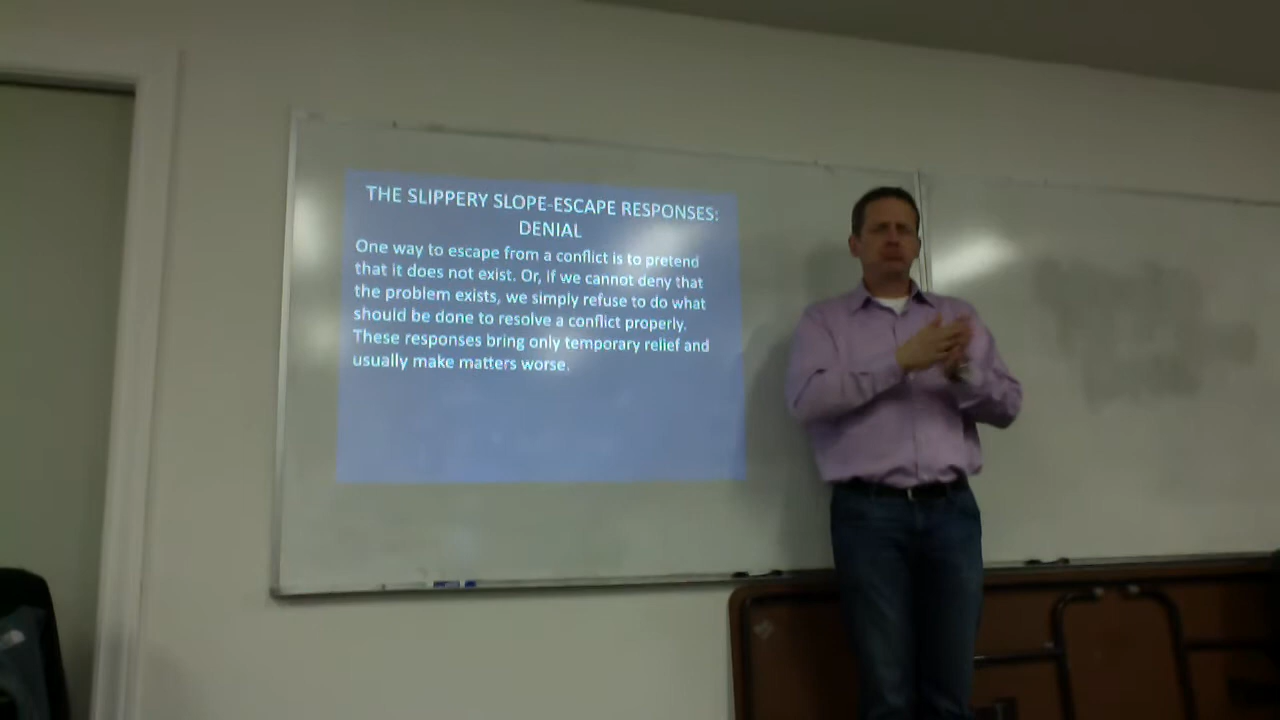 THE SLIPPERY SLOPE-ESCAPE RESPONSES:
DENIAL
One way to escape from a conflict is to pretend
that it does not exist. Or, if we cannot deny that
the problem exists, we simply refuse to do what
should be done to resolve a conflict properly.
These responses bring only temporary relief and
usually make matters worse.